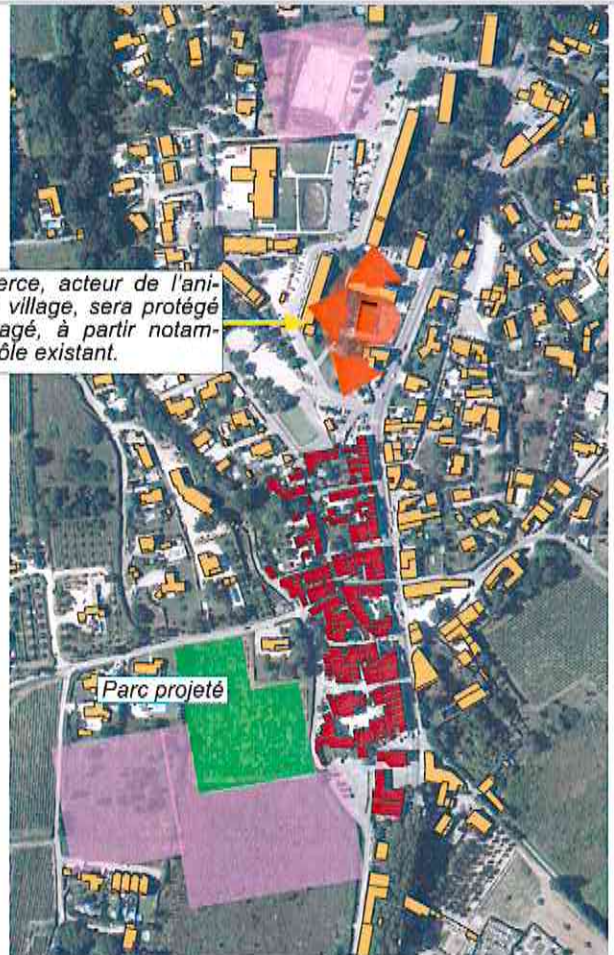 erce, acteur de l'ani-
village, sera protégé
agé, à partir notam-
ôle existant.
Parc projeté